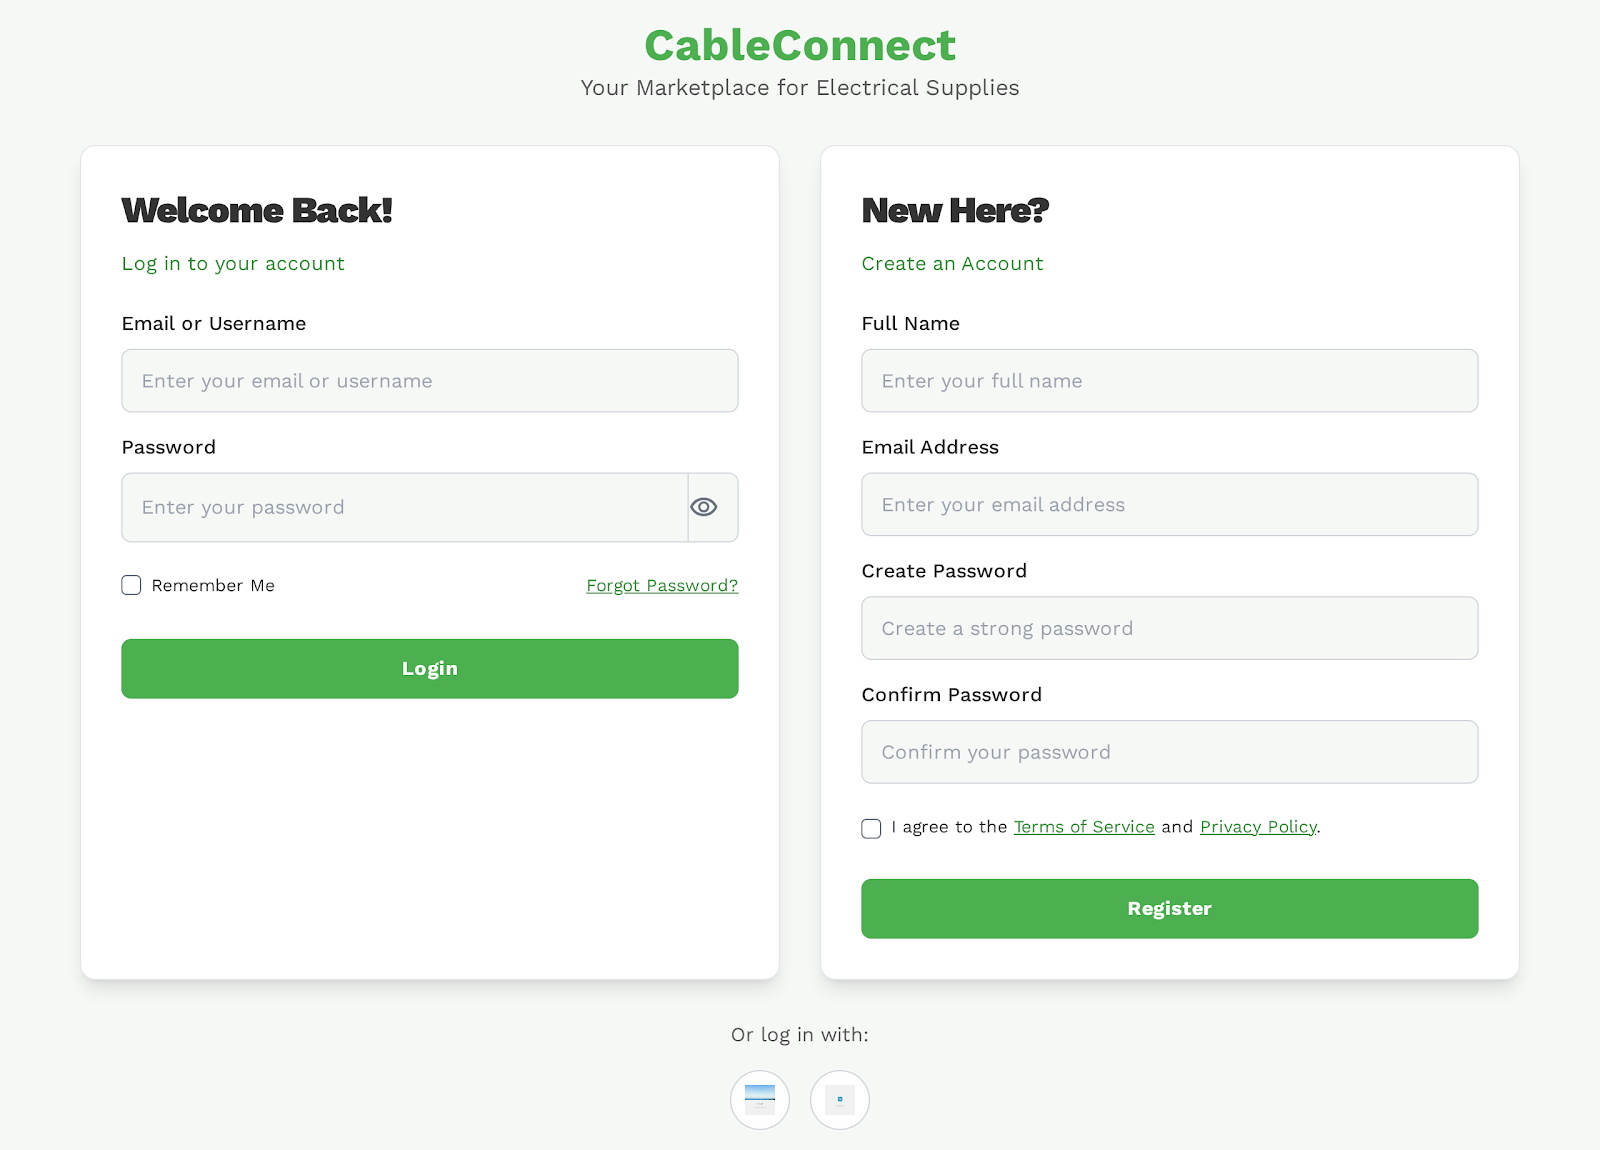 CableConnect
Your Marketplace for Electrical Supplies
Welcome Back!
Log in to your account
Email or Username
Enter your email or username
Password
Enter your password
Remember Me
Forgot Password?
Login
New Here?
Create an Account
Full Name
Enter your full name
Email Address
Enter your email address
Create Password
Create a strong password
Confirm Password
Confirm your password
I agree to the Terms of Service and Privacy Policy.
Register
Or log in with: